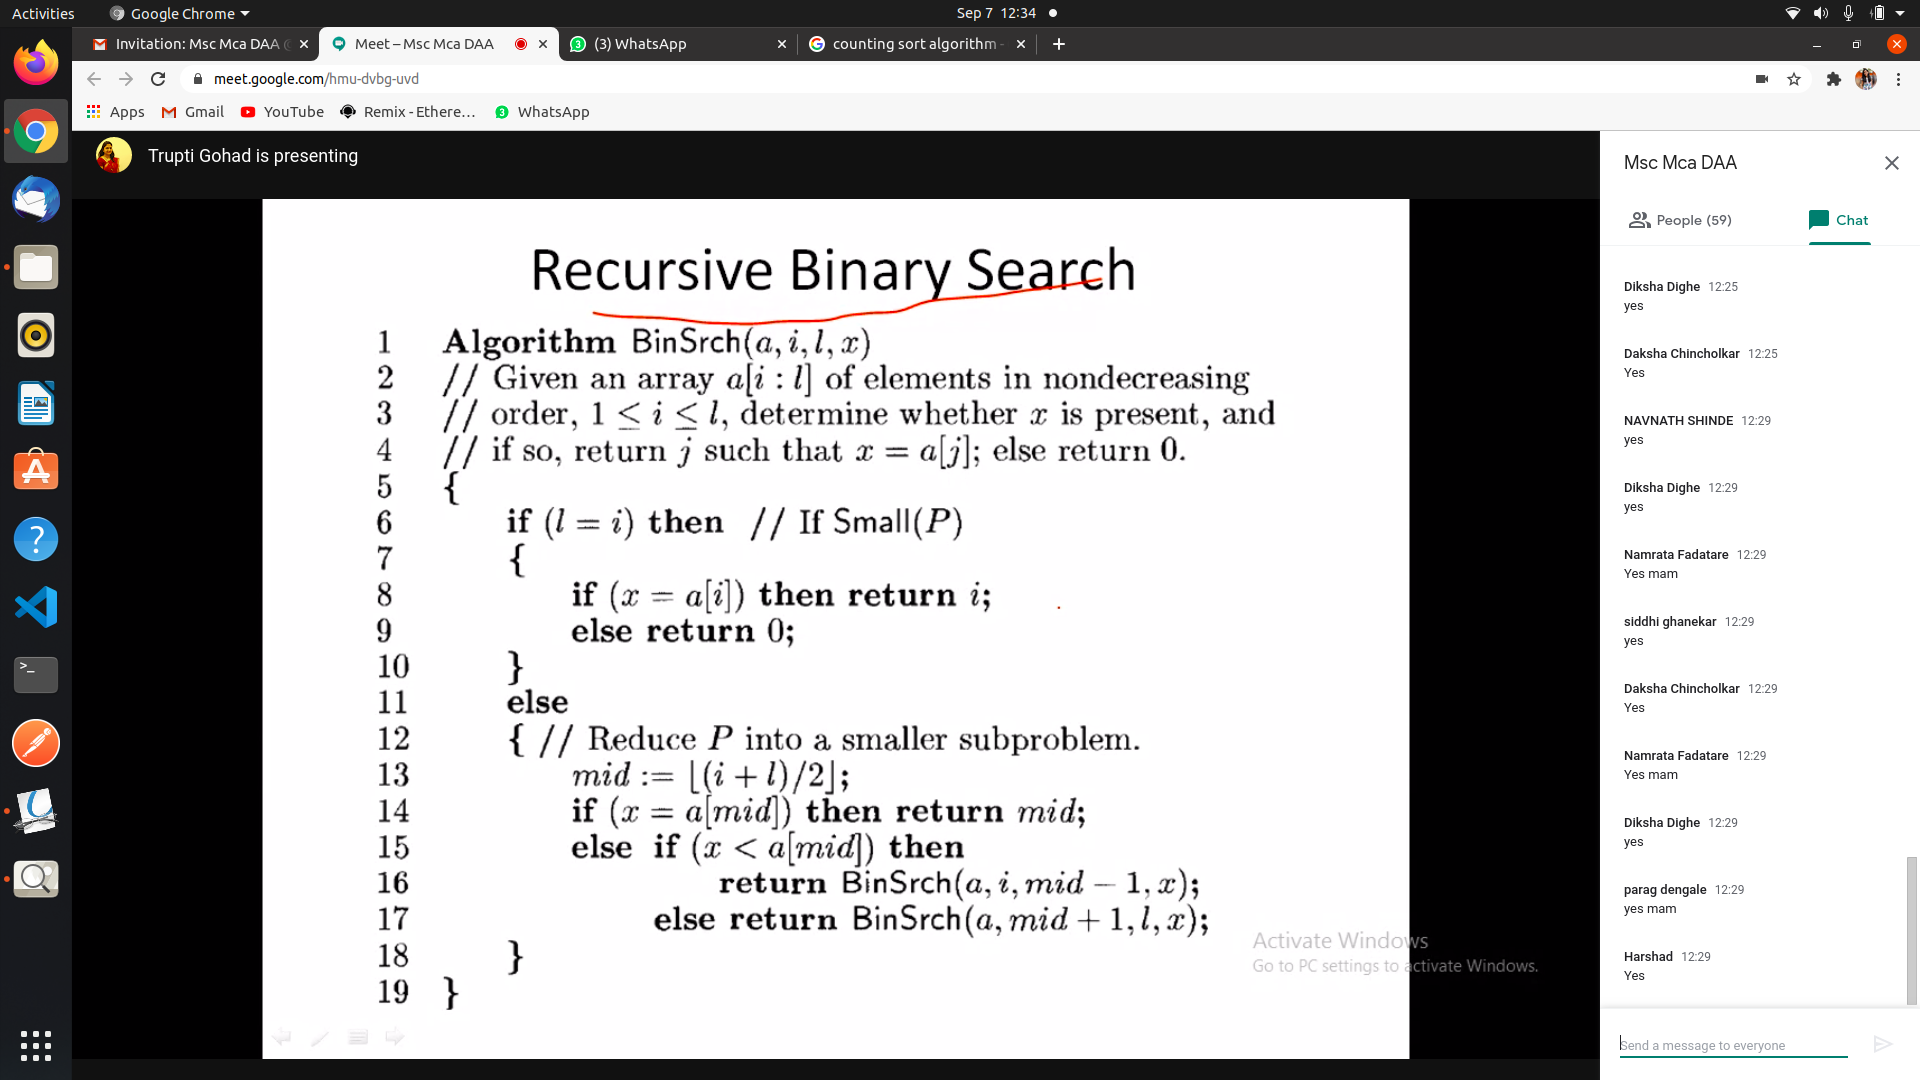 Activities
Google Chrome
Sep 7 12:34
Invitation: Msc Mca DAA
Meet – Msc Mca DAA
(3) WhatsApp
counting sort algorithm -
meet.google.com/hmu-dvbg-uvd
Apps
Gmail
YouTube
Remix - Ethere…
WhatsApp
Trupti Gohad is presenting
Recursive Binary Search
1 Algorithm BinSrch(a, i, l, x)
2 // Given an array a[i : l] of elements in nondecreasing
3 // order, 1 ≤ i ≤ l, determine whether x is present, and
4 // if so, return j such that x = a[j]; else return 0.
5 {
6 if (l = i) then // If Small(P)
7 {
8 if (x = a[i]) then return i;
9 else return 0;
10 }
11 else
12 { // Reduce P into a smaller subproblem.
13 mid := ⌊(i + l)/2⌋;
14 if (x = a[mid]) then return mid;
15 else if (x < a[mid]) then
16 return BinSrch(a, i, mid − 1, x);
17 else return BinSrch(a, mid + 1, l, x);
18 }
19 }
Activate Windows
Go to PC settings to activate Windows.
Msc Mca DAA
People (59)
Chat
Diksha Dighe 12:25
yes
Daksha Chincholkar 12:25
Yes
NAVNATH SHINDE 12:29
yes
Diksha Dighe 12:29
yes
Namrata Fadatare 12:29
Yes mam
siddhi ghanekar 12:29
yes
Daksha Chincholkar 12:29
Yes
Namrata Fadatare 12:29
Yes mam
Diksha Dighe 12:29
yes
parag dengale 12:29
yes mam
Harshad 12:29
Yes
Send a message to everyone